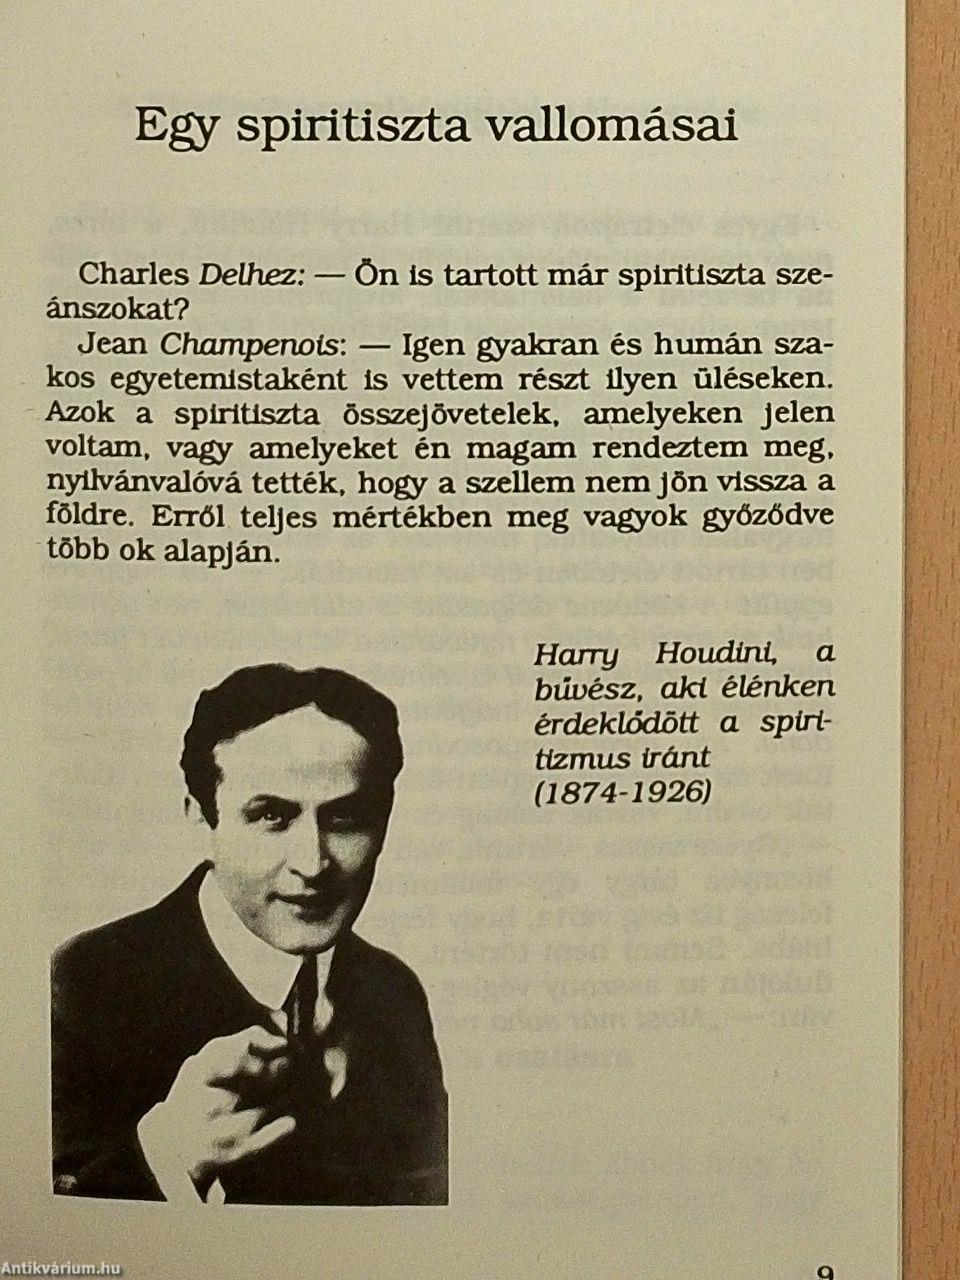 Egy spiritiszta vallomásai
Charles Delhez: — Ön is tartott már spiritiszta sze-
ánszokat?
Jean Champenois: — Igen gyakran és humán sza-
kos egyetemistaként is vettem részt ilyen üléseken.
Azok a spiritiszta összejövetelek, amelyeken jelen
voltam, vagy amelyeket én magam rendeztem meg,
nyilvánvalóvá tették, hogy a szellem nem jön vissza a
földre. Erről teljes mértékben meg vagyok győződve
több ok alapján.
Harry Houdini, a
bűvész, aki élénken
érdeklődött a spiri-
tizmus iránt
(1874-1926)
9
Antikvárium.hu